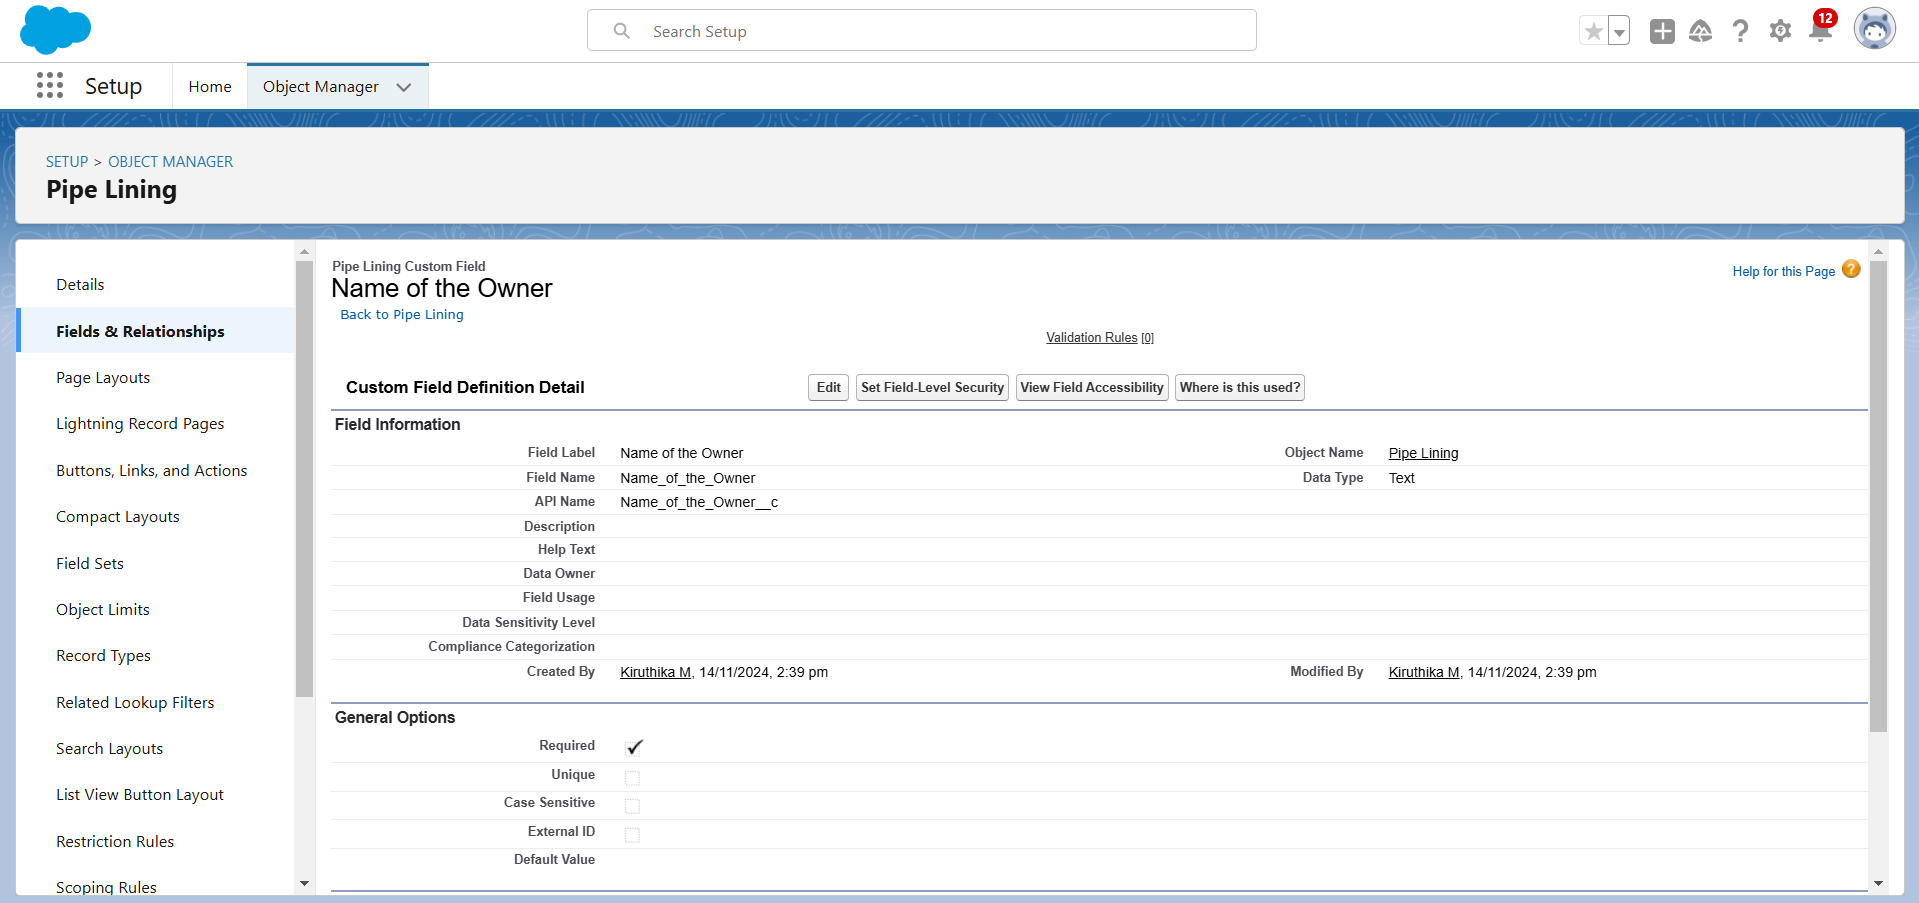 Search Setup
12
Setup
Home
Object Manager
SETUP > OBJECT MANAGER
Pipe Lining
Details
Fields & Relationships
Page Layouts
Lightning Record Pages
Buttons, Links, and Actions
Compact Layouts
Field Sets
Object Limits
Record Types
Related Lookup Filters
Search Layouts
List View Button Layout
Restriction Rules
Scoping Rules
Pipe Lining Custom Field
Name of the Owner
Back to Pipe Lining
Help for this Page ?
Validation Rules [0]
Custom Field Definition Detail
Edit
Set Field-Level Security
View Field Accessibility
Where is this used?
Field Information
Field Label Name of the Owner Object Name Pipe Lining
Field Name Name_of_the_Owner Data Type Text
API Name Name_of_the_Owner__c
Description
Help Text
Data Owner
Field Usage
Data Sensitivity Level
Compliance Categorization
Created By Kiruthika M, 14/11/2024, 2:39 pm Modified By Kiruthika M, 14/11/2024, 2:39 pm
General Options
Required
Unique
Case Sensitive
External ID
Default Value